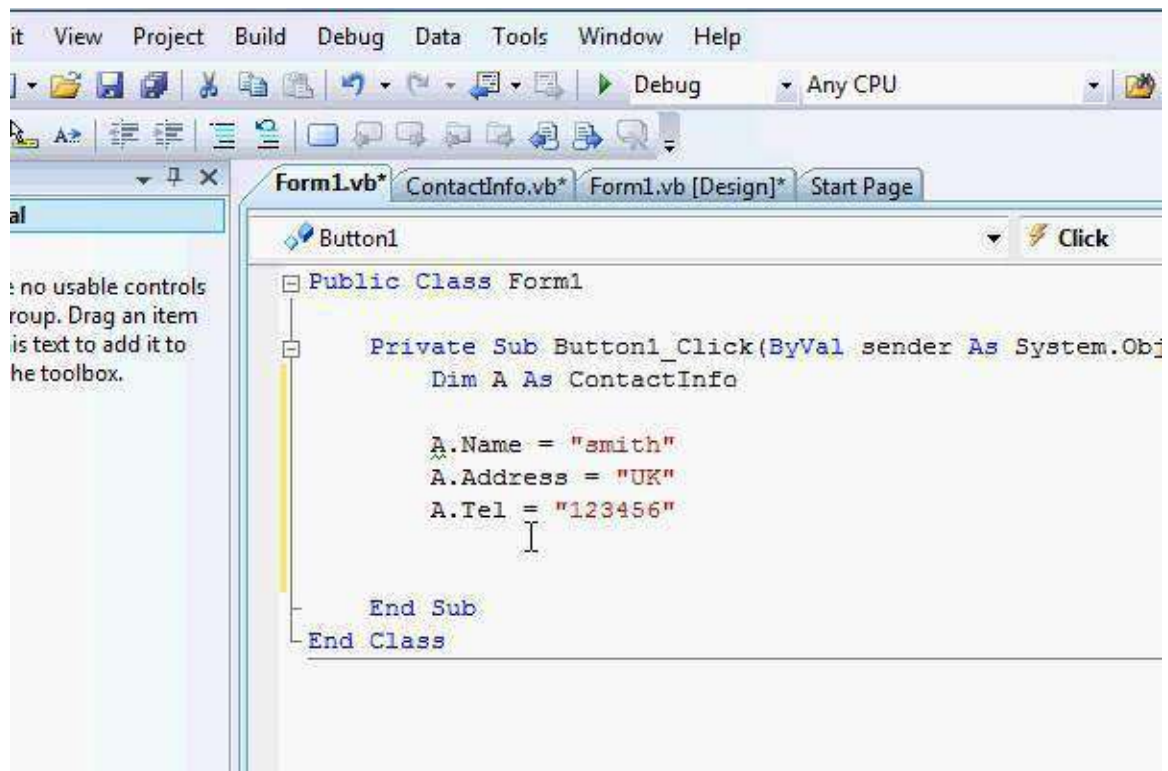 it View Project Build Debug Data Tools Window Help
Debug Any CPU
Form1.vb* ContactInfo.vb* Form1.vb [Design]* Start Page
al
Button1 Click
no usable controls
roup. Drag an item
is text to add it to
he toolbox.
Public Class Form1
Private Sub Button1_Click(ByVal sender As System.Obj
Dim A As ContactInfo
A.Name = "smith"
A.Address = "UK"
A.Tel = "123456"
End Sub
End Class